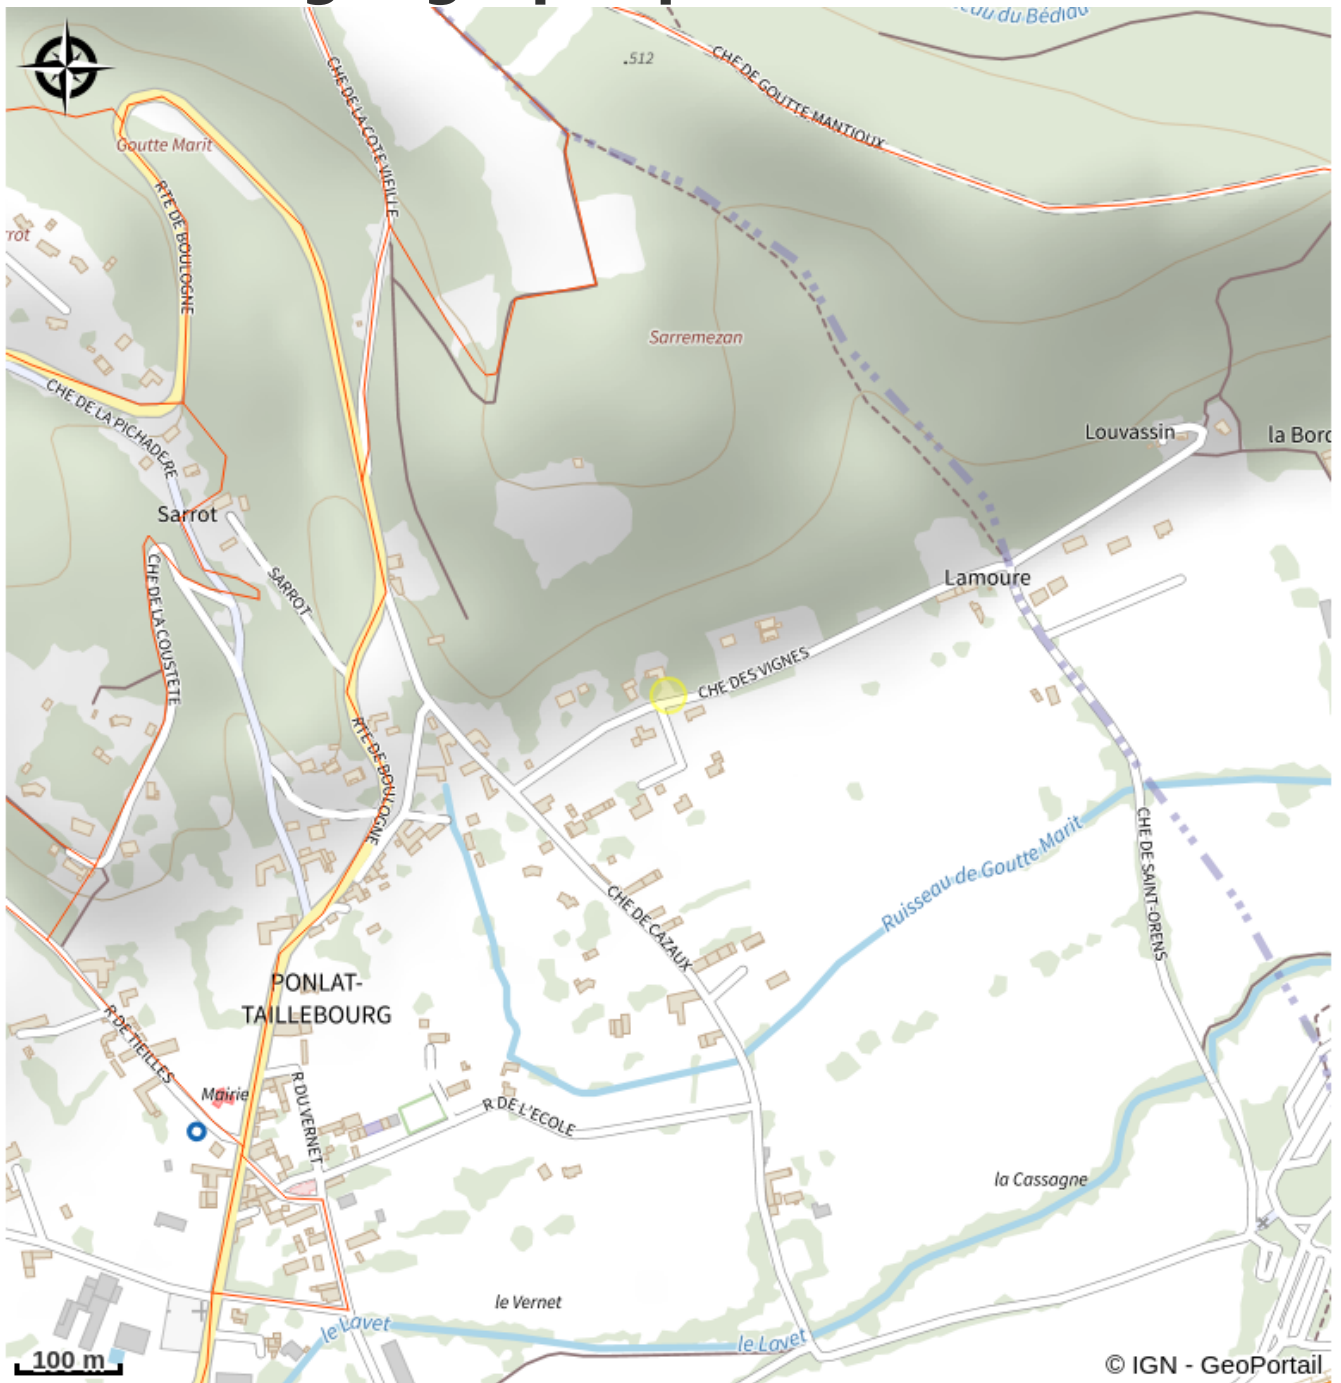 .512
CHE DE GOUTTE MANTIOUX
CHE DE LA COTE VIEILLE
Goutte Marit
RTE DE BOULOGNE
Sarremezan
CHE DE LA PICHADERE
Louvassin
Sarrot
SARROT
Lamoure
CHE DE LA COUSTETE
CHE DES VIGNES
RTE DE BOULOGNE
CHE DE SAINT-ORENS
Ruisseau de Goutte Marit
CHE DE CAZAUX
PONLAT-
TAILLEBOURG
R DE TIEILLES
Mairie
R DU VERNET
R DE L'ECOLE
la Cassagne
le Vernet
le Lavet
le Lavet
100 m
© IGN - GeoPortail